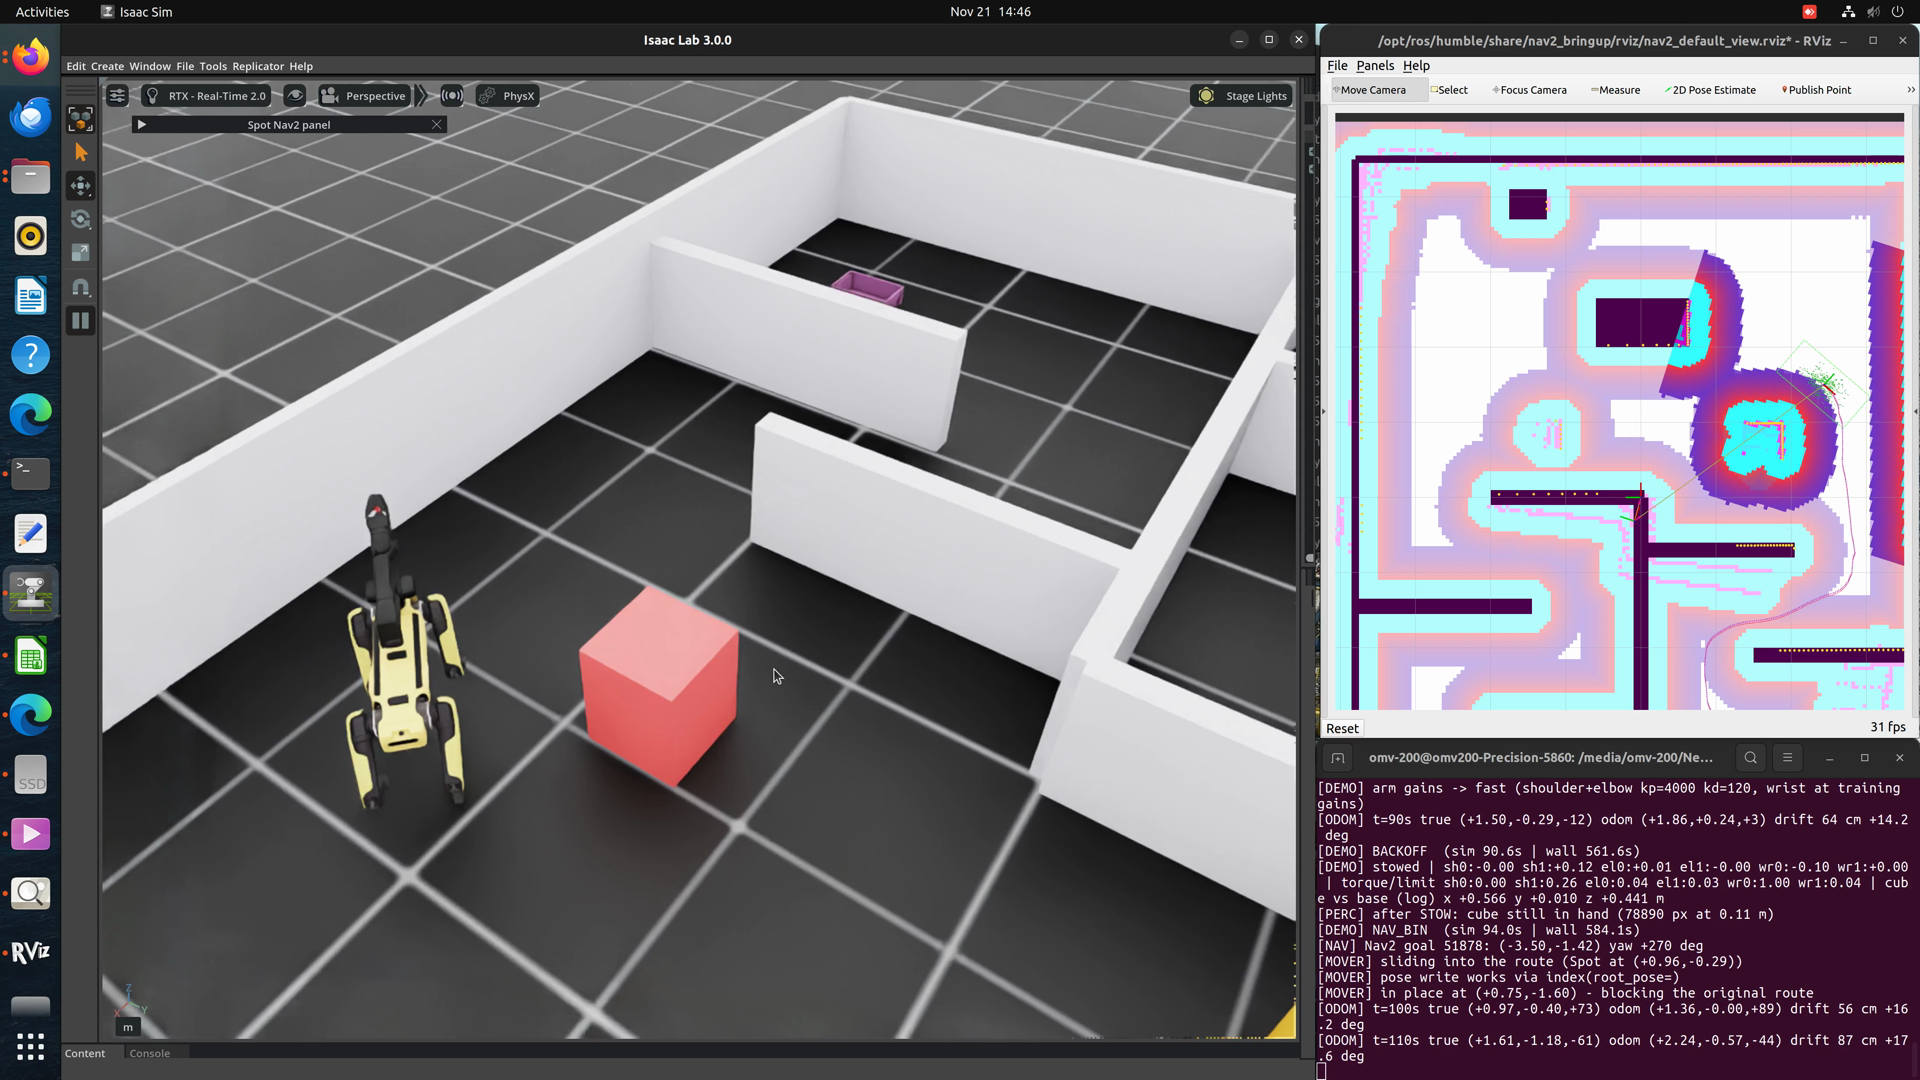 Activities
Isaac Sim
Nov 21 14:46
Isaac Lab 3.0.0
Edit Create Window File Tools Replicator Help
RTX - Real-Time 2.0
Perspective
PhysX
Stage Lights
Spot Nav2 panel
Z
Y
X
m
Content
Console
SSD
RViz
/opt/ros/humble/share/nav2_bringup/rviz/nav2_default_view.rviz* - RViz
File Panels Help
Move Camera
Select
Focus Camera
Measure
2D Pose Estimate
Publish Point
»
Reset
31 fps
omv-200@omv200-Precision-5860: /media/omv-200/Ne...
[DEMO] arm gains -> fast (shoulder+elbow kp=4000 kd=120, wrist at training
gains)
[ODOM] t=90s true (+1.50,-0.29,-12) odom (+1.86,+0.24,+3) drift 64 cm +14.2
deg
[DEMO] BACKOFF (sim 90.6s | wall 561.6s)
[DEMO] stowed | sh0:-0.00 sh1:+0.12 el0:+0.01 el1:-0.00 wr0:-0.10 wr1:+0.00
| torque/limit sh0:0.00 sh1:0.26 el0:0.04 el1:0.03 wr0:1.00 wr1:0.04 | cub
e vs base (log) x +0.566 y +0.010 z +0.441 m
[PERC] after STOW: cube still in hand (78890 px at 0.11 m)
[DEMO] NAV_BIN (sim 94.0s | wall 584.1s)
[NAV] Nav2 goal 51878: (-3.50,-1.42) yaw +270 deg
[MOVER] sliding into the route (Spot at (+0.96,-0.29))
[MOVER] pose write works via index(root_pose=)
[MOVER] in place at (+0.75,-1.60) - blocking the original route
[ODOM] t=100s true (+0.97,-0.40,+73) odom (+1.36,-0.00,+89) drift 56 cm +16
.2 deg
[ODOM] t=110s true (+1.61,-1.18,-61) odom (+2.24,-0.57,-44) drift 87 cm +17
.6 deg